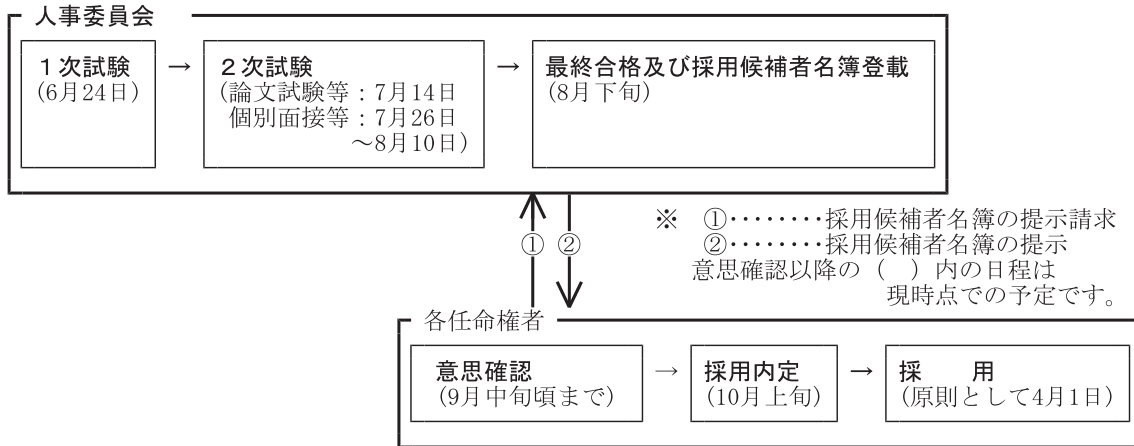 人事委員会
1次試験
(6月24日)
→
2次試験
(論文試験等：7月14日
個別面接等：7月26日
～8月10日)
→
最終合格及び採用候補者名簿登載
(8月下旬)
① ②
※ ①‥‥‥‥採用候補者名簿の提示請求
②‥‥‥‥採用候補者名簿の提示
意思確認以降の（ ）内の日程は
現時点での予定です。
各任命権者
意思確認
(9月中旬頃まで)
→
採用内定
(10月上旬)
→
採 用
(原則として4月1日)